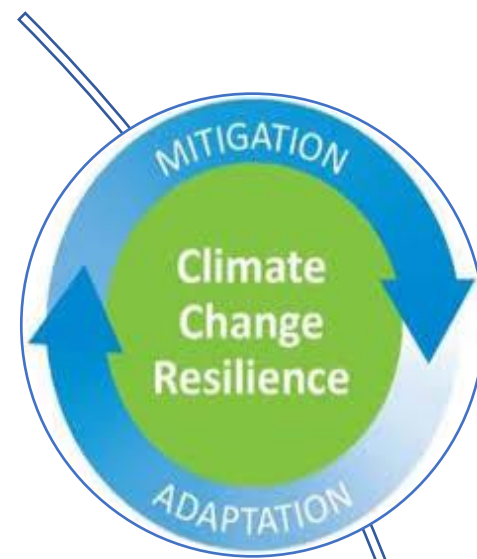 MITIGATION
Climate
Change
Resilience
ADAPTATION